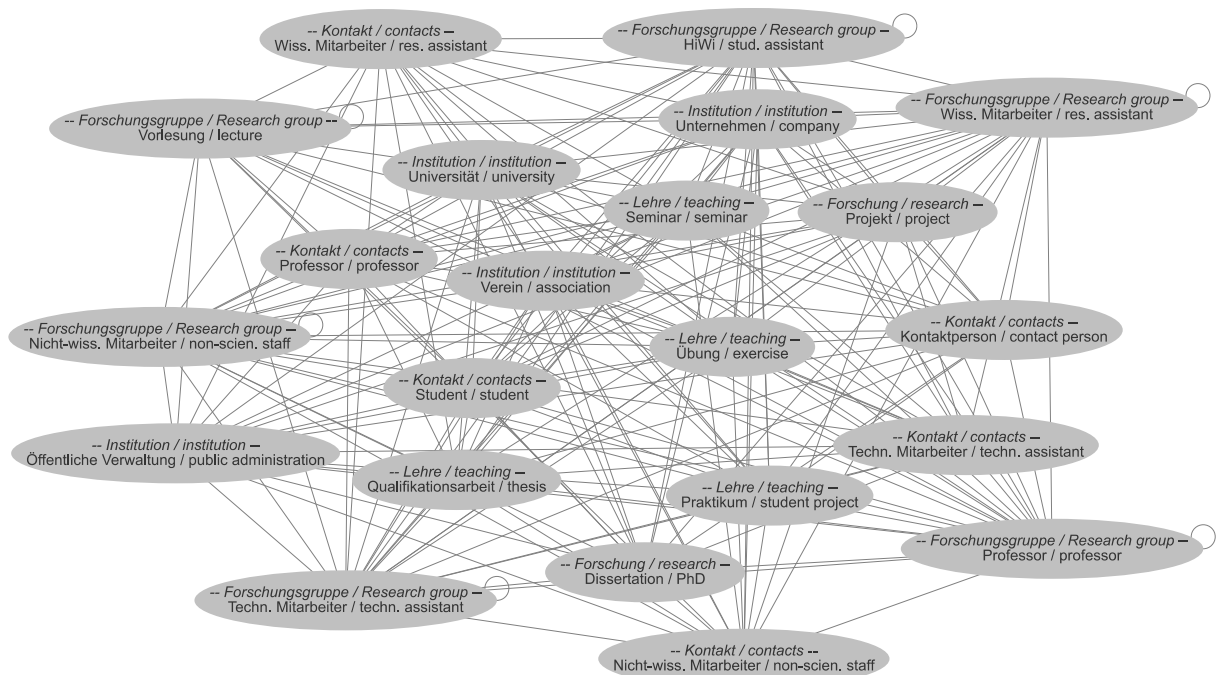 -- Kontakt / contacts –
Wiss. Mitarbeiter / res. assistant
-- Forschungsgruppe / Research group –
HiWi / stud. assistant
-- Forschungsgruppe / Research group --
Vorlesung / lecture
-- Institution / institution –
Unternehmen / company
-- Forschungsgruppe / Research group –
Wiss. Mitarbeiter / res. assistant
-- Institution / institution –
Universität / university
-- Lehre / teaching –
Seminar / seminar
-- Forschung / research –
Projekt / project
-- Kontakt / contacts –
Professor / professor
-- Institution / institution –
Verein / association
-- Forschungsgruppe / Research group –
Nicht-wiss. Mitarbeiter / non-scien. staff
-- Lehre / teaching –
Übung / exercise
-- Kontakt / contacts –
Kontaktperson / contact person
-- Kontakt / contacts –
Student / student
-- Institution / institution –
Öffentliche Verwaltung / public administration
-- Kontakt / contacts –
Techn. Mitarbeiter / techn. assistant
-- Lehre / teaching –
Qualifikationsarbeit / thesis
-- Lehre / teaching –
Praktikum / student project
-- Forschungsgruppe / Research group –
Professor / professor
-- Forschung / research –
Dissertation / PhD
-- Forschungsgruppe / Research group –
Techn. Mitarbeiter / techn. assistant
-- Kontakt / contacts --
Nicht-wiss. Mitarbeiter / non-scien. staff